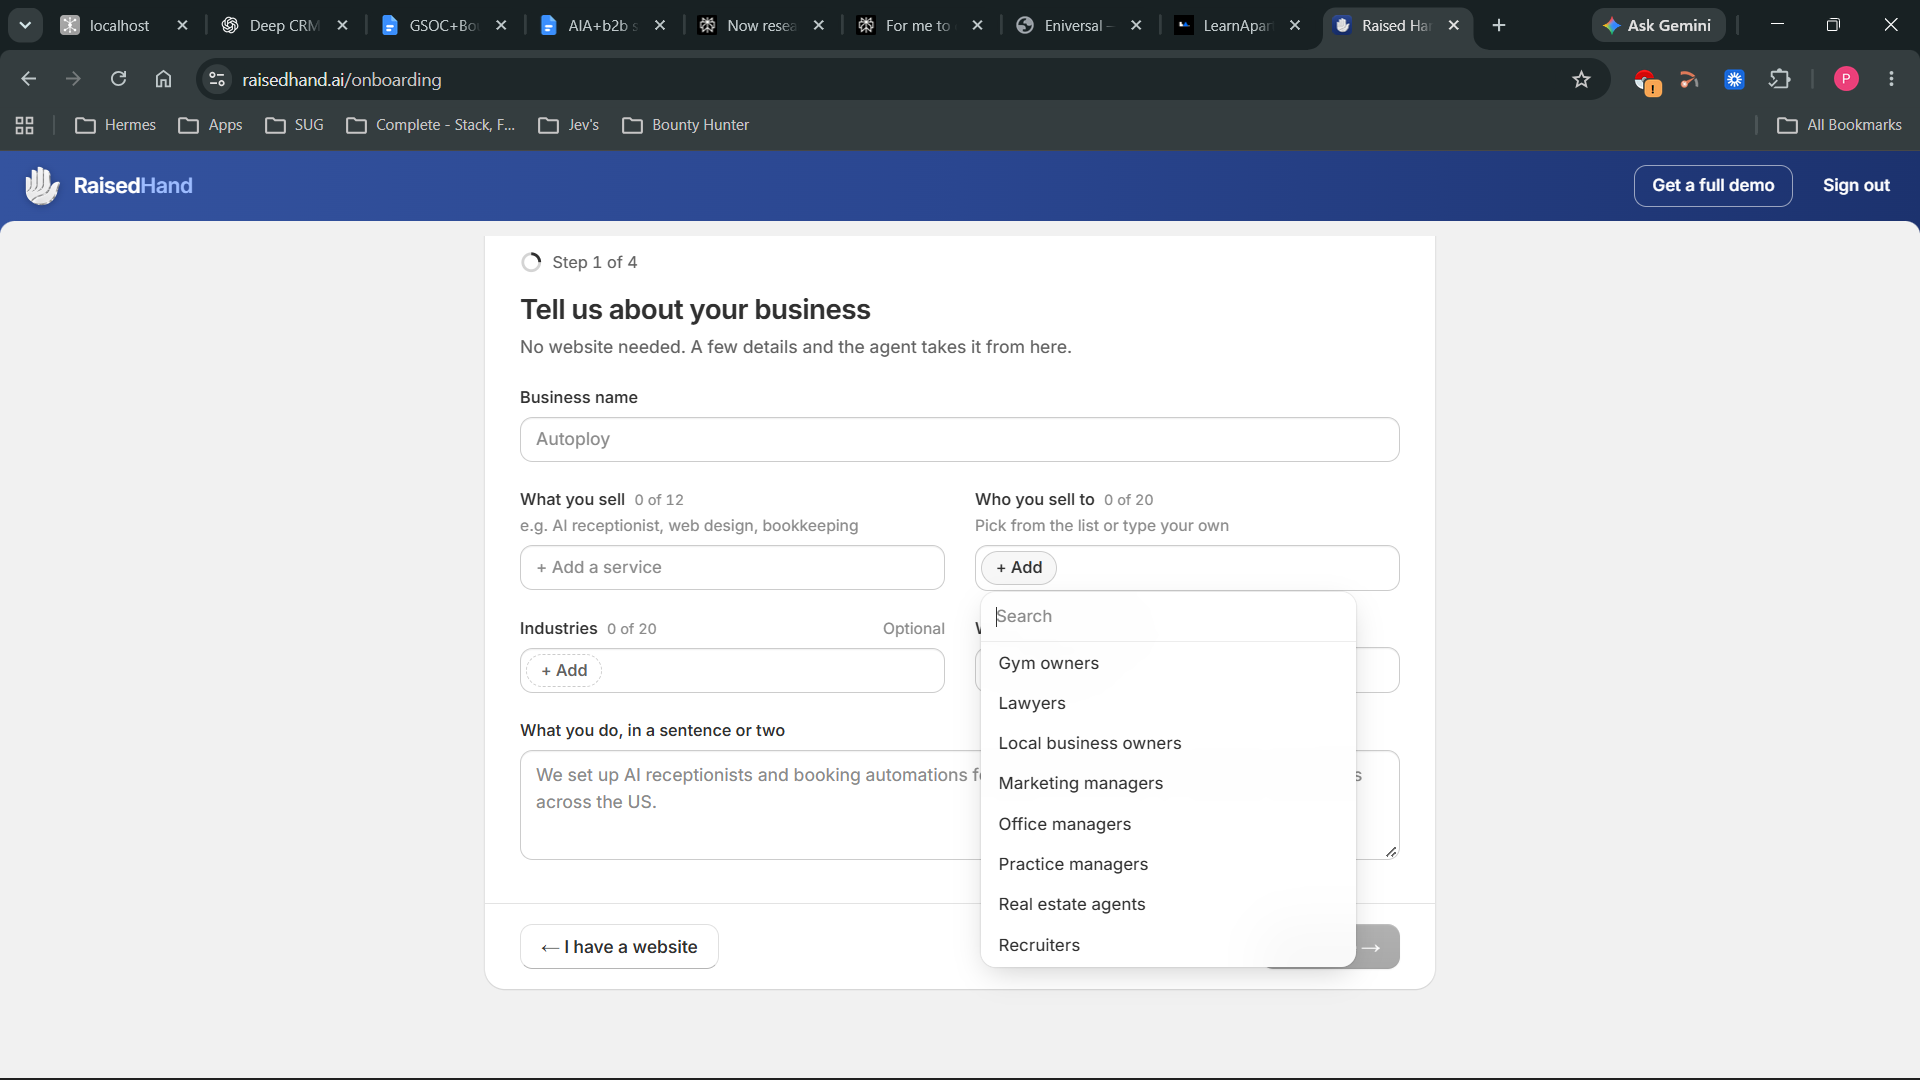 localhost
Deep CRM
GSOC+Bo
AIA+b2b s
Now resea
For me to
Eniversal –
LearnApar
Raised Ha
Ask Gemini
raisedhand.ai/onboarding
P
Hermes
Apps
SUG
Complete - Stack, F...
Jev's
Bounty Hunter
All Bookmarks
RaisedHand
Get a full demo
Sign out
Step 1 of 4
Tell us about your business
No website needed. A few details and the agent takes it from here.
Business name
Autoploy
What you sell 0 of 12
e.g. AI receptionist, web design, bookkeeping
+ Add a service
Who you sell to 0 of 20
Pick from the list or type your own
+ Add
Search
Gym owners
Lawyers
Local business owners
Marketing managers
Office managers
Practice managers
Real estate agents
Recruiters
Industries 0 of 20
Optional
+ Add
What you do, in a sentence or two
We set up AI receptionists and booking automations
across the US.
← I have a website
→